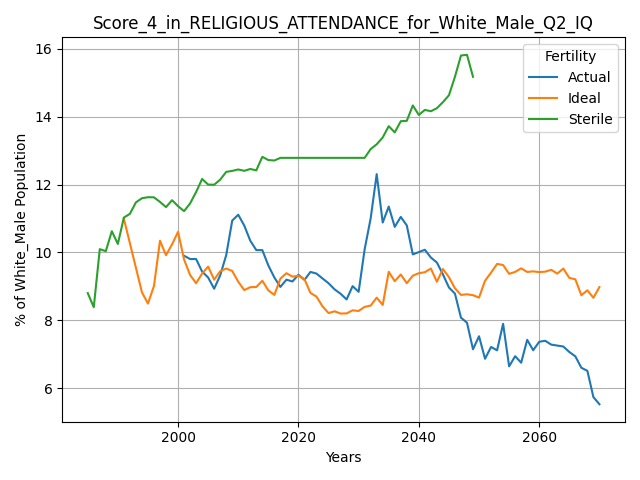 Score_4_in_RELIGIOUS_ATTENDANCE_for_White_Male_Q2_IQ
Fertility
Actual
Ideal
Sterile
% of White_Male Population
16
14
12
10
8
6
2000
2020
2040
2060
Years